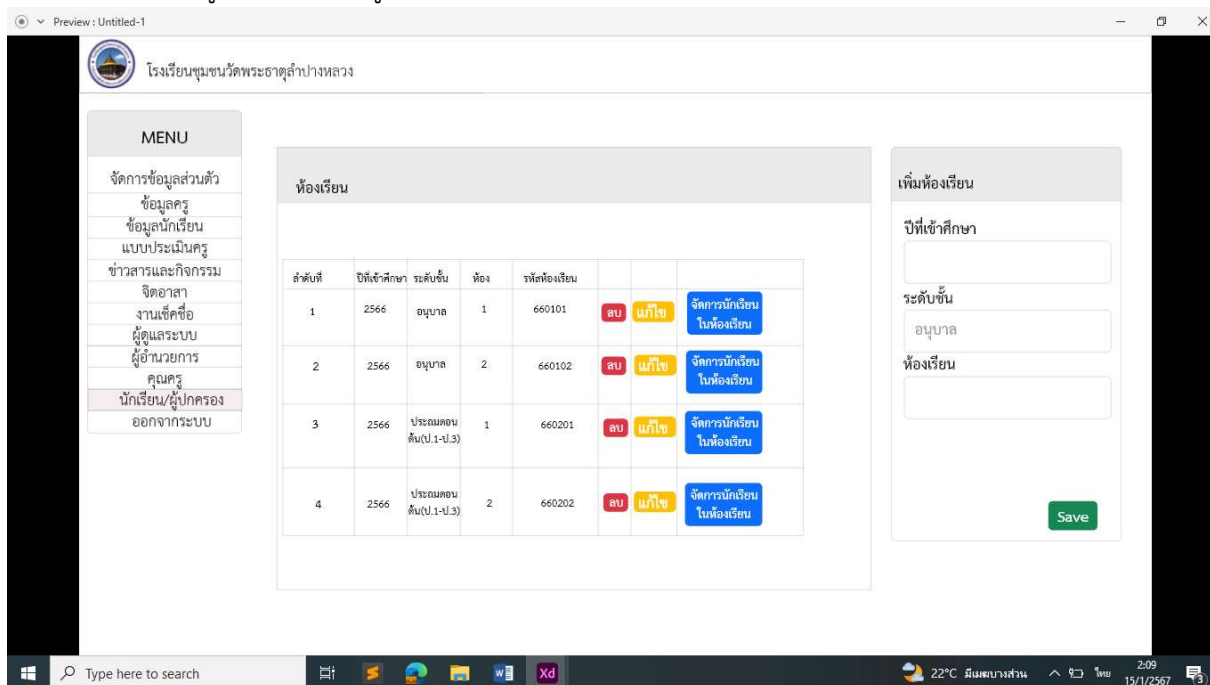 Preview : Untitled-1
โรงเรียนชุมชนวัดพระธาตุลำปางหลวง
MENU
จัดการข้อมูลส่วนตัว
ข้อมูลครู
ข้อมูลนักเรียน
แบบประเมินครู
ข่าวสารและกิจกรรม
จิตอาสา
งานเช็คชื่อ
ผู้ดูแลระบบ
ผู้อำนวยการ
คุณครู
นักเรียน/ผู้ปกครอง
ออกจากระบบ
ห้องเรียน
ลำดับที่ ปีที่เข้าศึกษา ระดับชั้น ห้อง รหัสห้องเรียน
1 2566 อนุบาล 1 660101 ลบ แก้ไข จัดการนักเรียน
ในห้องเรียน
2 2566 อนุบาล 2 660102 ลบ แก้ไข จัดการนักเรียน
ในห้องเรียน
3 2566 ประถมตอน 1 660201 ลบ แก้ไข จัดการนักเรียน
ต้น(ป.1-ป.3) ในห้องเรียน
4 2566 ประถมตอน 2 660202 ลบ แก้ไข จัดการนักเรียน
ต้น(ป.1-ป.3) ในห้องเรียน
เพิ่มห้องเรียน
ปีที่เข้าศึกษา
ระดับชั้น
อนุบาล
ห้องเรียน
Save
Type here to search
W
Xd
22°C มีเมฆบางส่วน
ไทย
2:09
15/1/2567
3